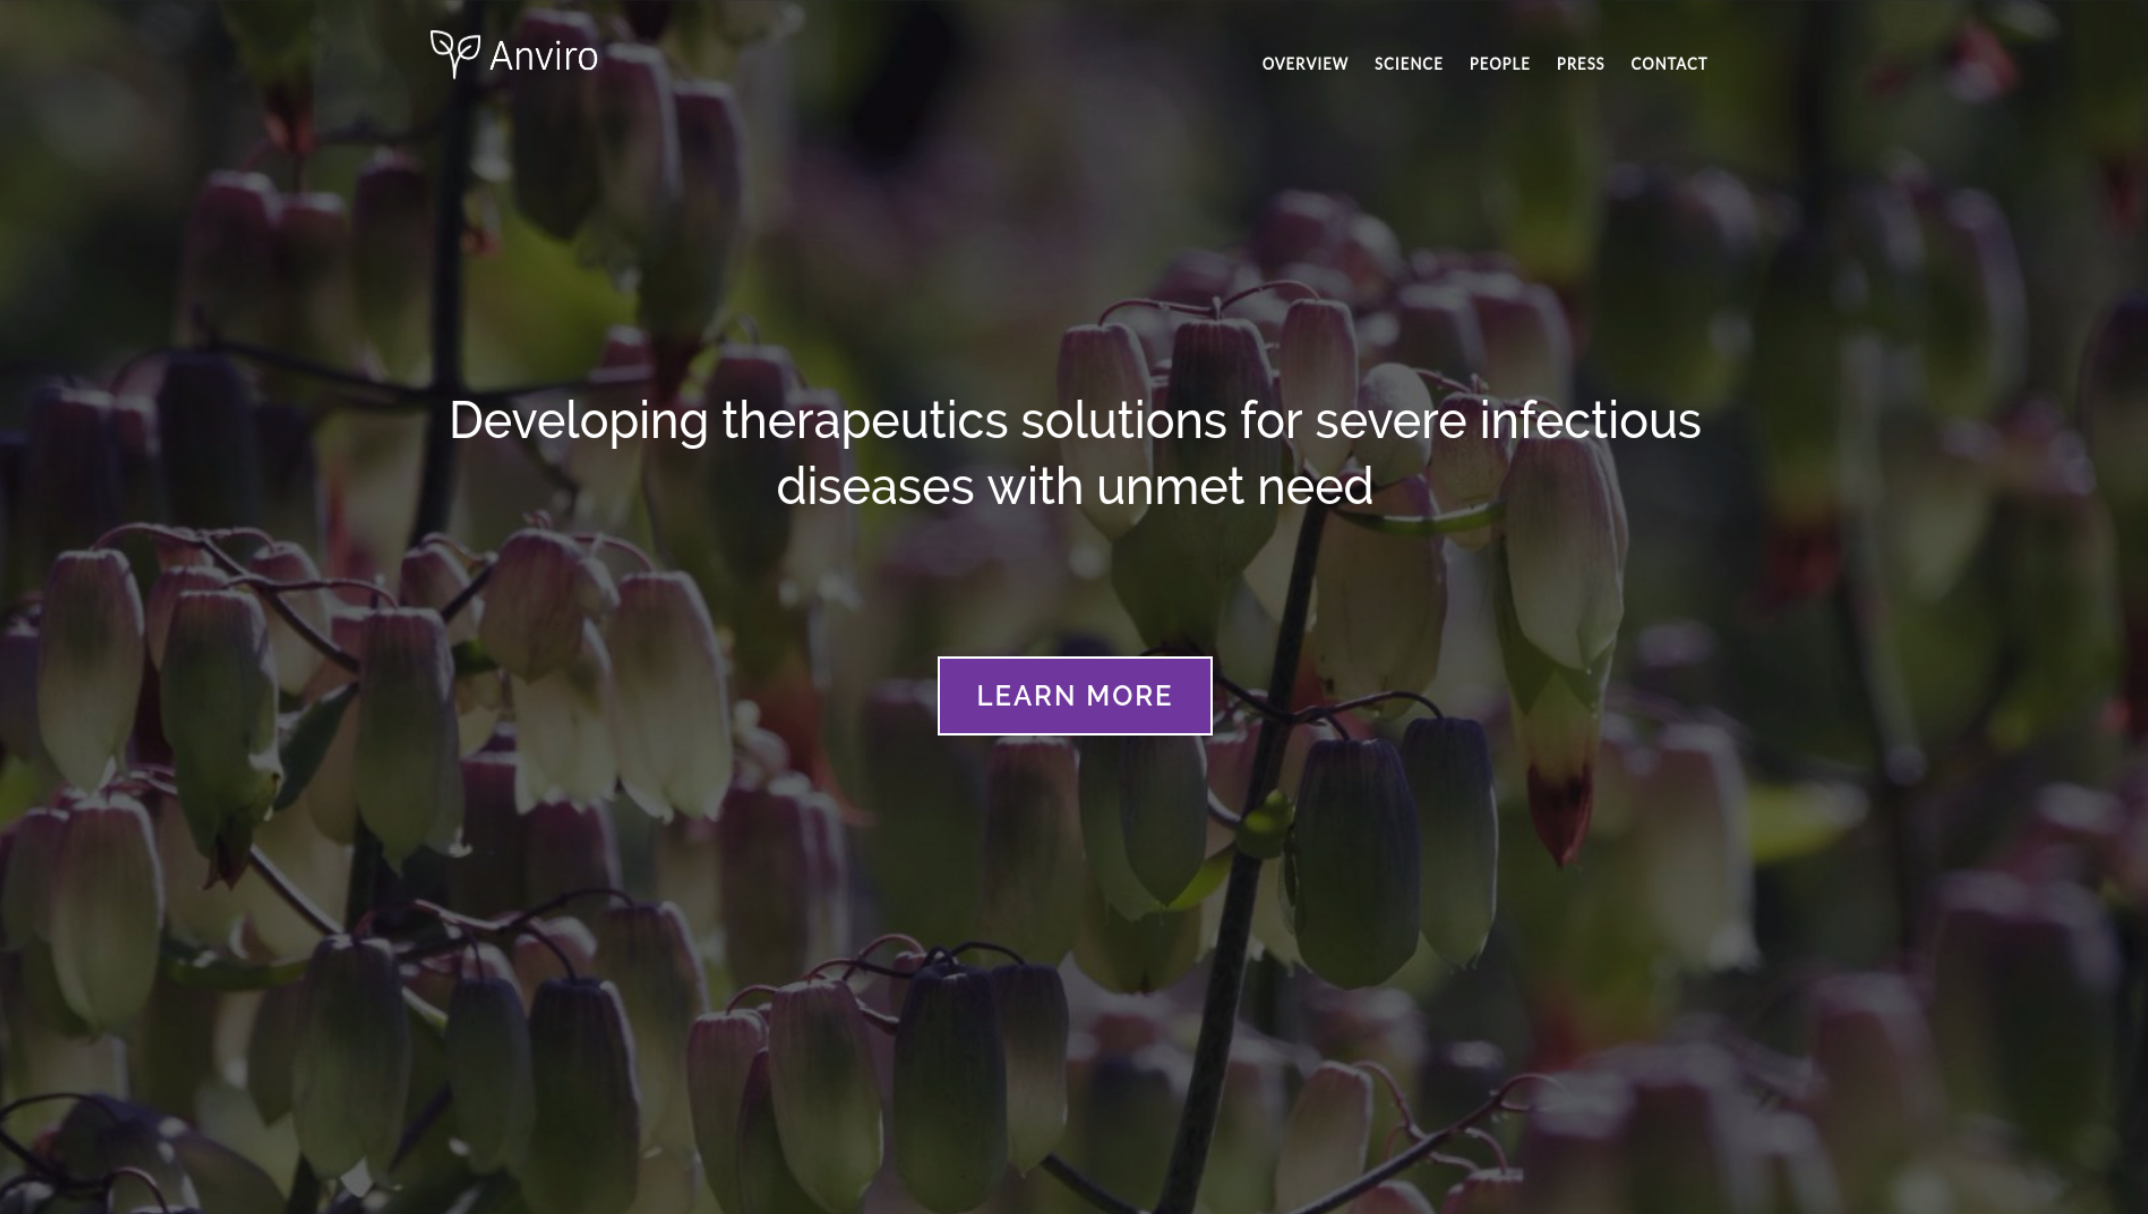 Anviro
OVERVIEW SCIENCE PEOPLE PRESS CONTACT
Developing therapeutics solutions for severe infectious
diseases with unmet need
LEARN MORE